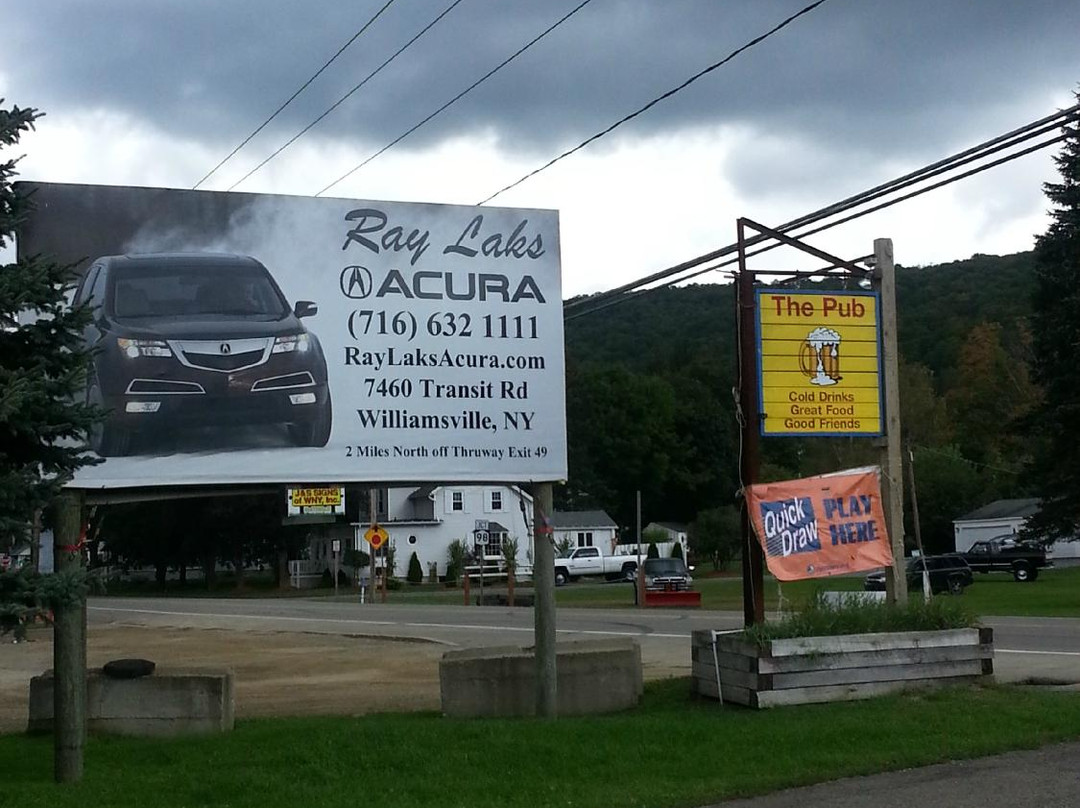 Ray Laks
ACURA
(716) 632 1111
RayLaksAcura.com
7460 Transit Rd
Williamsville, NY
2 Miles North off Thruway Exit 49
J&S SIGNS
of WNY, Inc.
98
The Pub
Cold Drinks
Great Food
Good Friends
Quick
Draw
PLAY
HERE